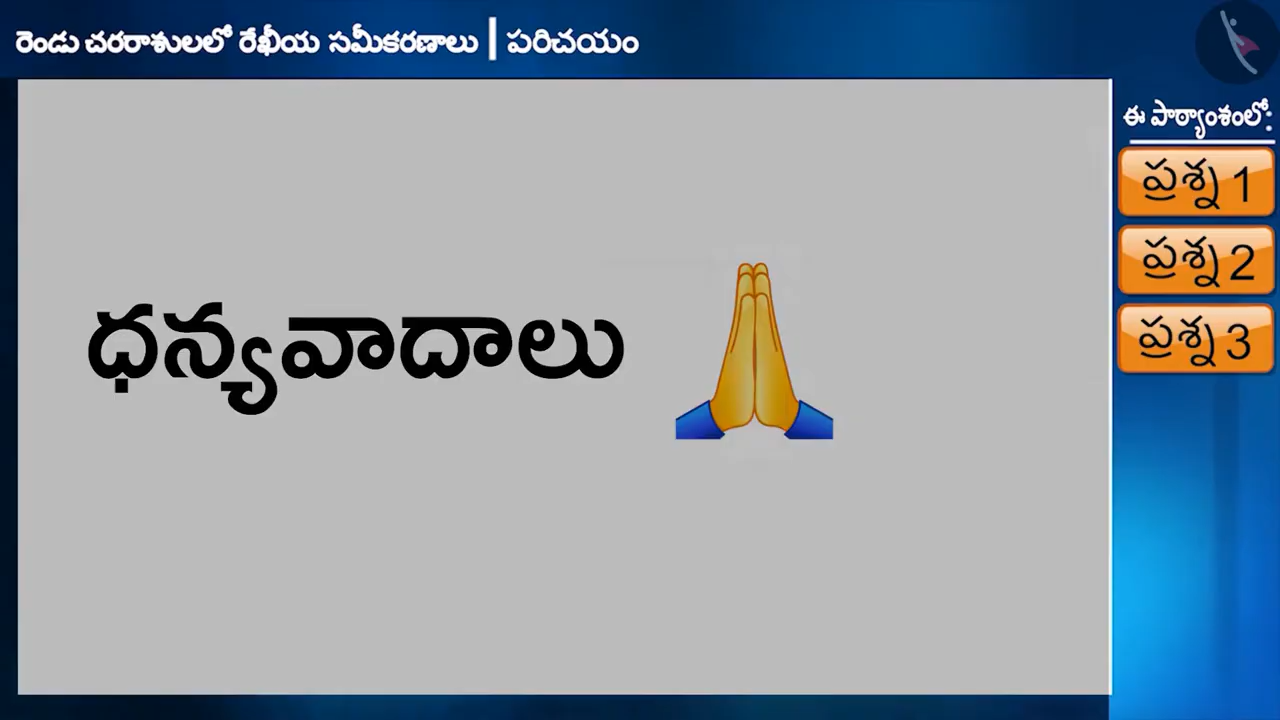 రెండు చరరాశులలో రేఖీయ సమీకరణాలు | పరిచయం
ఈ పాఠ్యాంశంలో:
ప్రశ్న 1
ప్రశ్న 2
ప్రశ్న 3
ధన్యవాదాలు